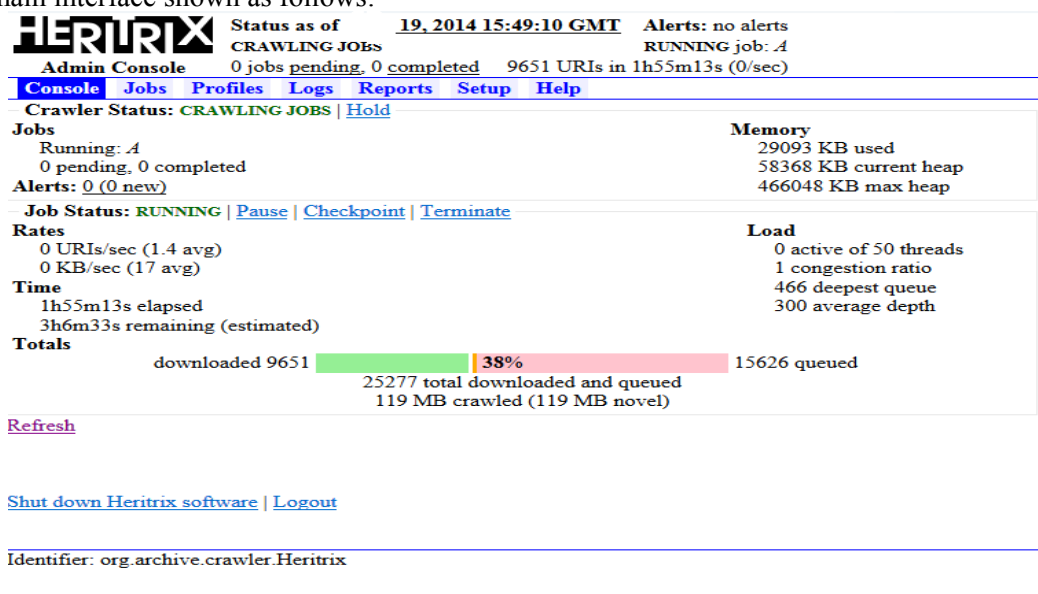 main interface shown as follows:
HERITRIX Status as of 19, 2014 15:49:10 GMT Alerts: no alerts
CRAWLING JOBS RUNNING job: A
Admin Console 0 jobs pending, 0 completed 9651 URIs in 1h55m13s (0/sec)
Console Jobs Profiles Logs Reports Setup Help
Crawler Status: CRAWLING JOBS | Hold
Jobs Memory
Running: A 29093 KB used
0 pending, 0 completed 58368 KB current heap
Alerts: 0 (0 new) 466048 KB max heap
Job Status: RUNNING | Pause | Checkpoint | Terminate
Rates Load
0 URIs/sec (1.4 avg) 0 active of 50 threads
0 KB/sec (17 avg) 1 congestion ratio
Time 466 deepest queue
1h55m13s elapsed 300 average depth
3h6m33s remaining (estimated)
Totals
downloaded 9651 38% 15626 queued
25277 total downloaded and queued
119 MB crawled (119 MB novel)
Refresh
Shut down Heritrix software | Logout
Identifier: org.archive.crawler.Heritrix